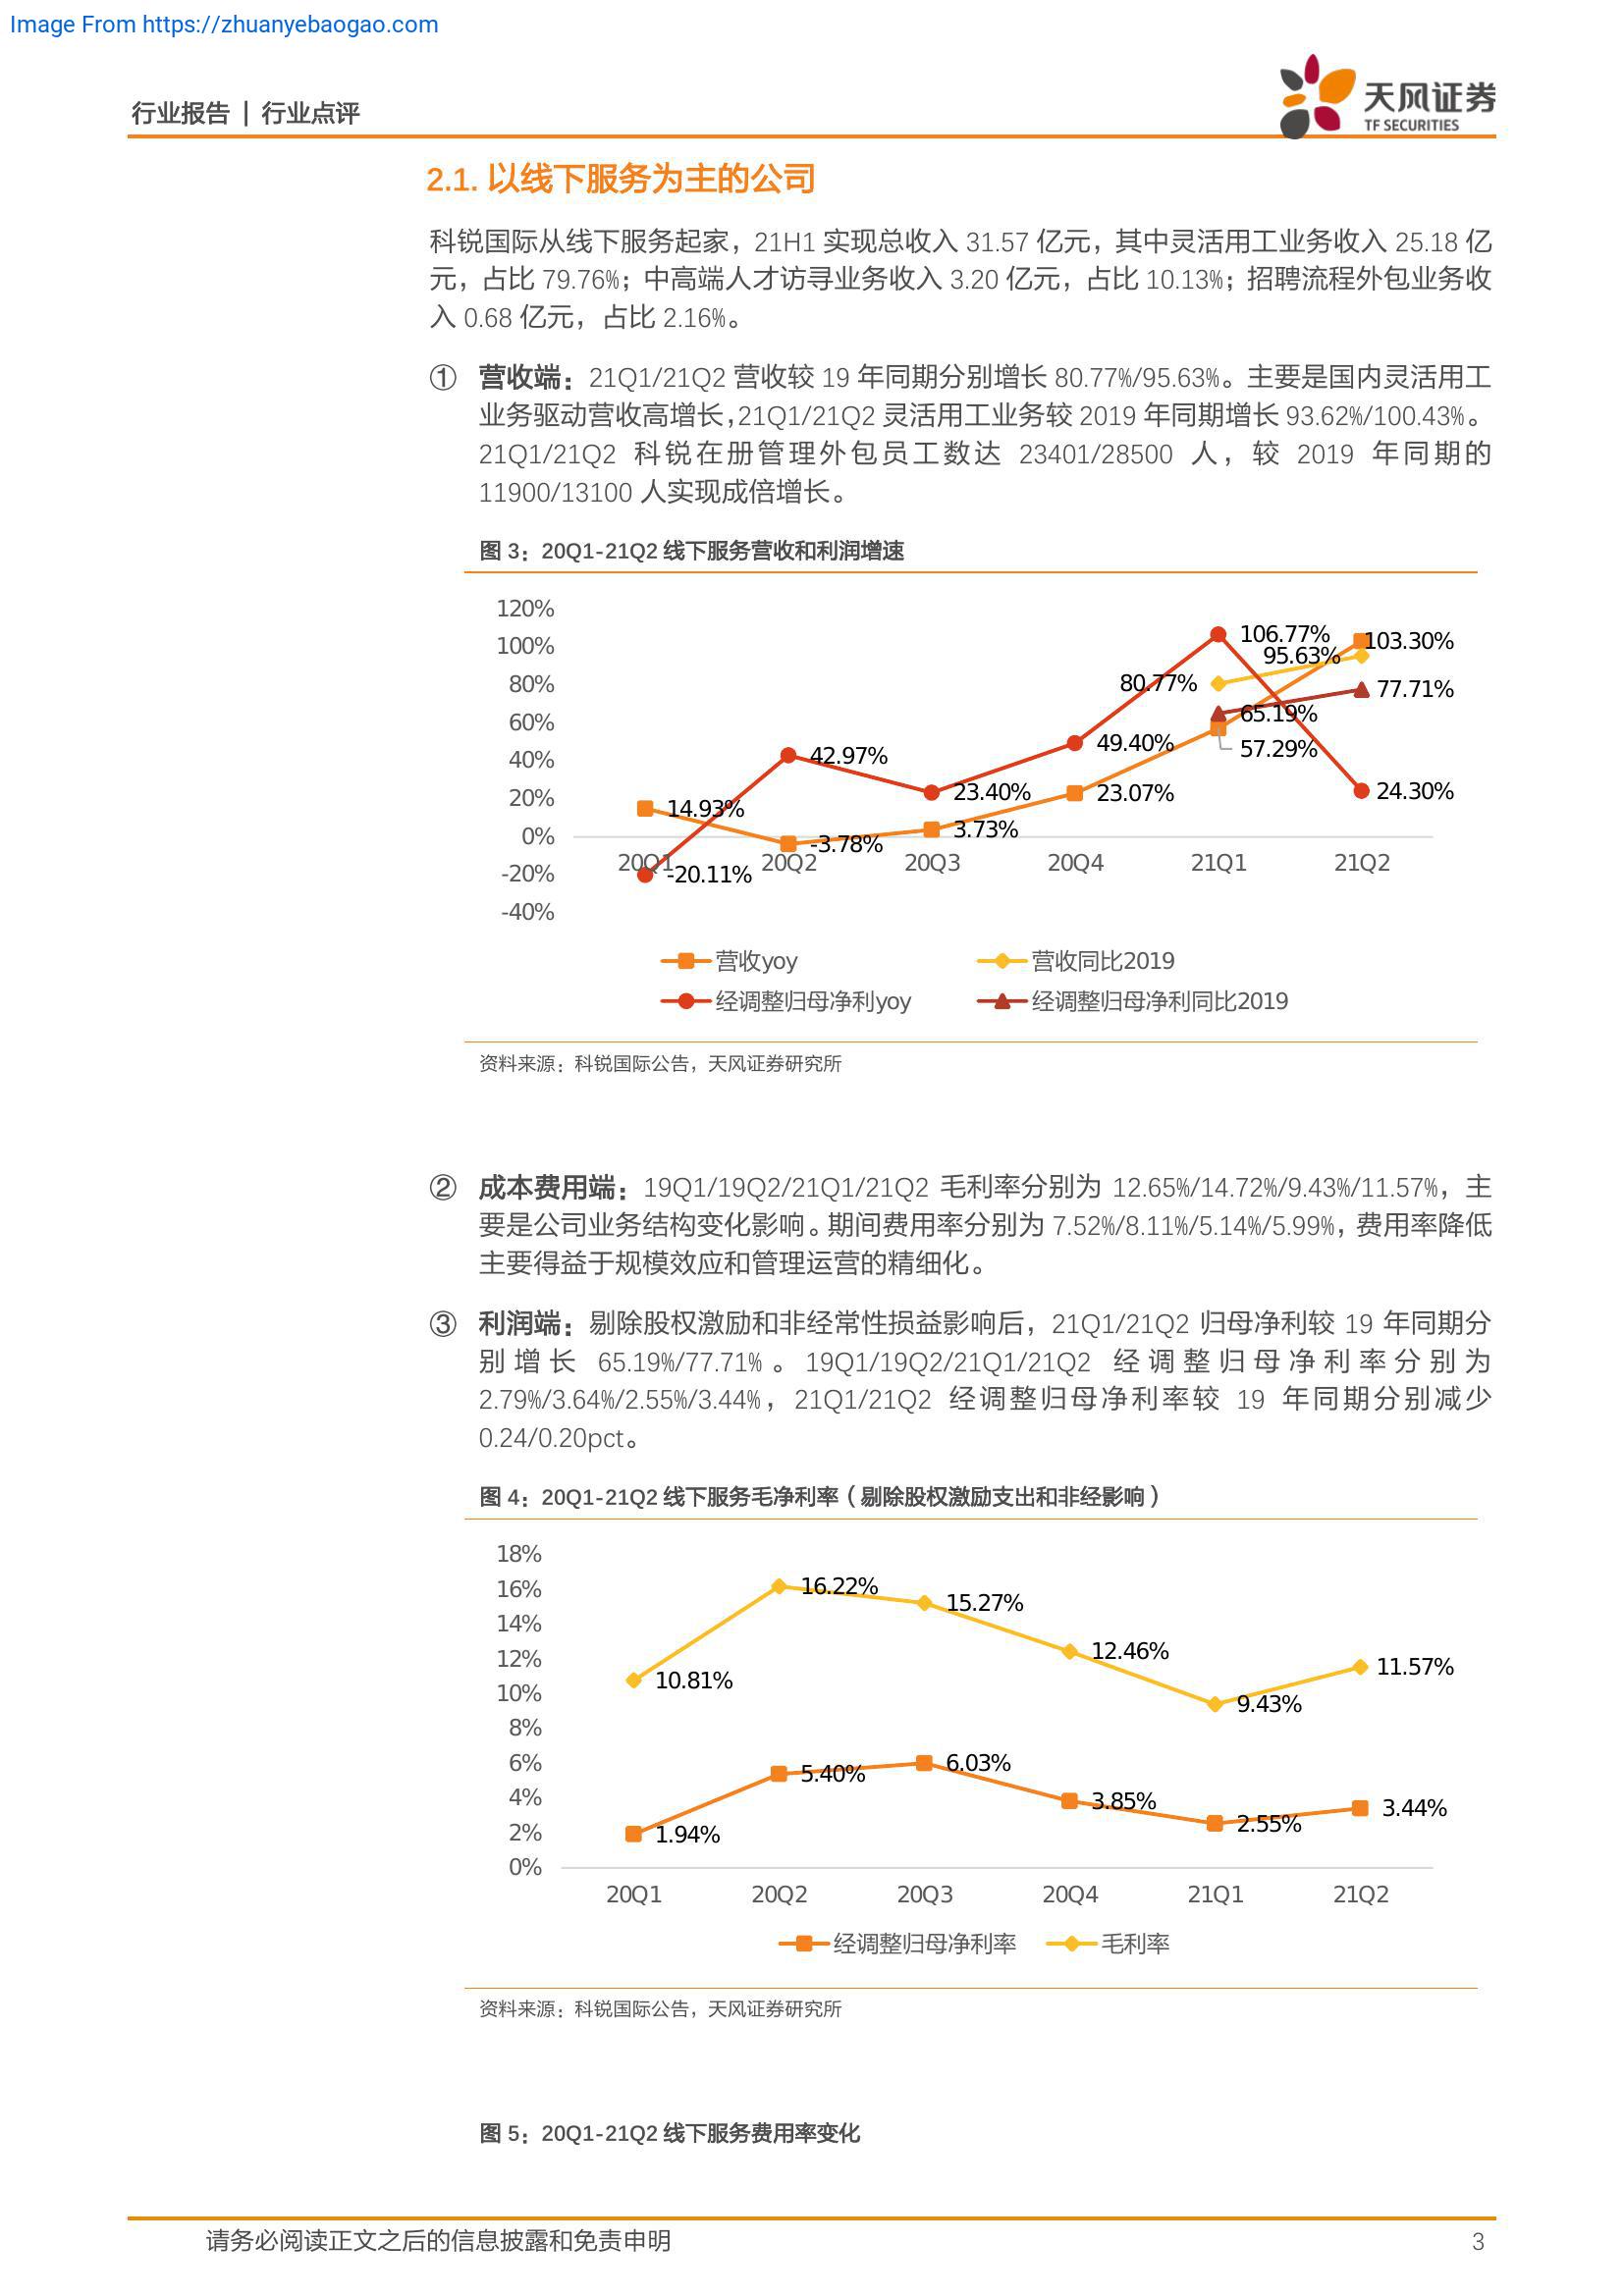 Image From https://zhuanyebaogao.com
行业报告 | 行业点评
天风证券
TF SECURITIES
2.1. 以线下服务为主的公司
科锐国际从线下服务起家，21H1 实现总收入 31.57 亿元，其中灵活用工业务收入 25.18 亿
元，占比 79.76%；中高端人才访寻业务收入 3.20 亿元，占比 10.13%；招聘流程外包业务收
入 0.68 亿元，占比 2.16%。
① 营收端：21Q1/21Q2 营收较 19 年同期分别增长 80.77%/95.63%。主要是国内灵活用工
业务驱动营收高增长，21Q1/21Q2 灵活用工业务较 2019 年同期增长 93.62%/100.43%。
21Q1/21Q2 科锐在册管理外包员工数达 23401/28500 人，较 2019 年同期的
11900/13100 人实现成倍增长。
图 3：20Q1-21Q2 线下服务营收和利润增速
120%
100%
80%
60%
40%
20%
0%
-20%
-40%
14.93%
-3.78%
3.73%
23.07%
57.29%
103.30%
80.77%
95.63%
-20.11%
42.97%
23.40%
49.40%
106.77%
24.30%
65.19%
77.71%
20Q1 20Q2 20Q3 20Q4 21Q1 21Q2
营收yoy 营收同比2019
经调整归母净利yoy 经调整归母净利同比2019
资料来源：科锐国际公告，天风证券研究所
② 成本费用端：19Q1/19Q2/21Q1/21Q2 毛利率分别为 12.65%/14.72%/9.43%/11.57%，主
要是公司业务结构变化影响。期间费用率分别为 7.52%/8.11%/5.14%/5.99%，费用率降低
主要得益于规模效应和管理运营的精细化。
③ 利润端：剔除股权激励和非经常性损益影响后，21Q1/21Q2 归母净利较 19 年同期分
别增长 65.19%/77.71%。19Q1/19Q2/21Q1/21Q2 经调整归母净利率分别为
2.79%/3.64%/2.55%/3.44%，21Q1/21Q2 经调整归母净利率较 19 年同期分别减少
0.24/0.20pct。
图 4：20Q1-21Q2 线下服务毛净利率（剔除股权激励支出和非经影响）
18%
16%
14%
12%
10%
8%
6%
4%
2%
0%
10.81%
16.22%
15.27%
12.46%
9.43%
11.57%
1.94%
5.40%
6.03%
3.85%
2.55%
3.44%
20Q1 20Q2 20Q3 20Q4 21Q1 21Q2
经调整归母净利率 毛利率
资料来源：科锐国际公告，天风证券研究所
图 5：20Q1-21Q2 线下服务费用率变化
请务必阅读正文之后的信息披露和免责申明 3